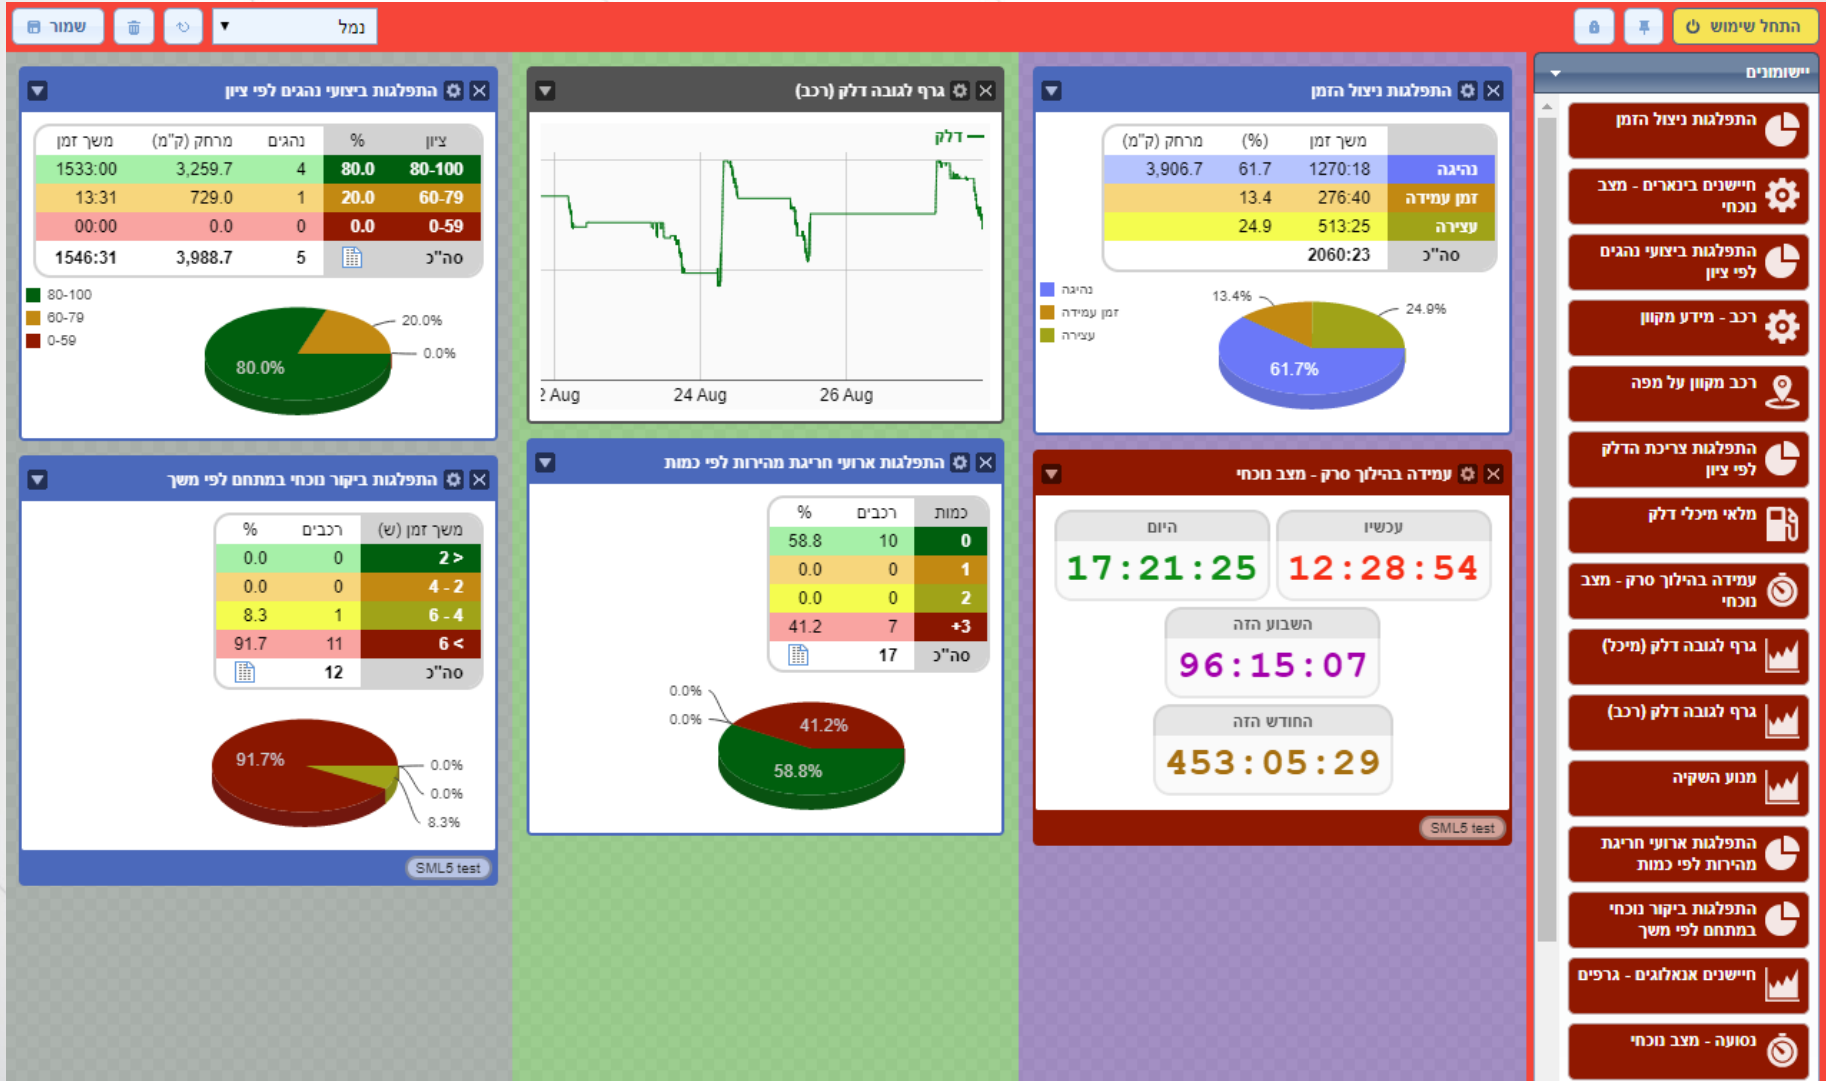 התחל שימוש
נמל
שמור
יישומונים
התפלגות ניצול הזמן
חיישנים בינארים - מצב
נוכחי
התפלגות ביצועי נהגים
לפי ציון
רכב - מידע מקוון
רכב מקוון על מפה
התפלגות צריכת הדלק
לפי ציון
מלאי מיכלי דלק
עמידה בהילוך סרק - מצב
נוכחי
גרף לגובה דלק (מיכל)
גרף לגובה דלק (רכב)
מנוע השקיה
התפלגות ארועי חריגת
מהירות לפי כמות
התפלגות ביקור נוכחי
במתחם לפי משך
חיישנים אנאלוגים - גרפים
נסועה - מצב נוכחי
התפלגות ניצול הזמן
משך זמן (%) מרחק (ק"מ)
נהיגה 1270:18 61.7 3,906.7
זמן עמידה 276:40 13.4
עצירה 513:25 24.9
סה"כ 2060:23
נהיגה
זמן עמידה
עצירה
13.4%
24.9%
61.7%
עמידה בהילוך סרק - מצב נוכחי
עכשיו
12:28:54
היום
17:21:25
השבוע הזה
96:15:07
החודש הזה
453:05:29
SML5 test
גרף לגובה דלק (רכב)
דלק
2 Aug 24 Aug 26 Aug
התפלגות ארועי חריגת מהירות לפי כמות
כמות רכבים %
0 10 58.8
1 0 0.0
2 0 0.0
+3 7 41.2
סה"כ 17
0.0%
0.0%
41.2%
58.8%
התפלגות ביצועי נהגים לפי ציון
ציון % נהגים מרחק (ק"מ) משך זמן
80-100 80.0 4 3,259.7 1533:00
60-79 20.0 1 729.0 13:31
0-59 0.0 0 0.0 00:00
סה"כ 5 3,988.7 1546:31
80-100
60-79
0-59
20.0%
0.0%
80.0%
התפלגות ביקור נוכחי במתחם לפי משך
משך זמן (ש) רכבים %
2 > 0 0.0
4 - 2 0 0.0
6 - 4 1 8.3
6 < 11 91.7
סה"כ 12
91.7%
0.0%
0.0%
8.3%
SML5 test